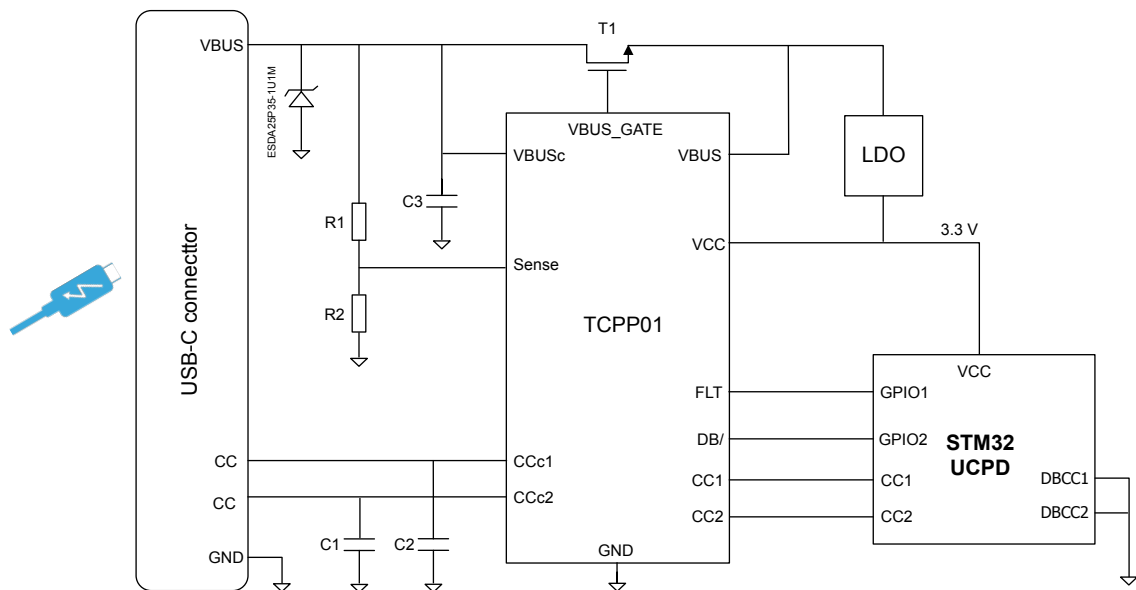 T1
VBUS
ESDA25P35-1U1M
VBUS_GATE
VBUSc
VBUS
LDO
C3
R1
3.3 V
VCC
Sense
R2
TCPP01
USB-C connecttor
VCC
FLT
GPIO1
DB/
GPIO2
STM32
UCPD
CC
CCc1
CC1
CC1
DBCC1
CC
CCc2
CC2
CC2
DBCC2
C1
C2
GND
GND